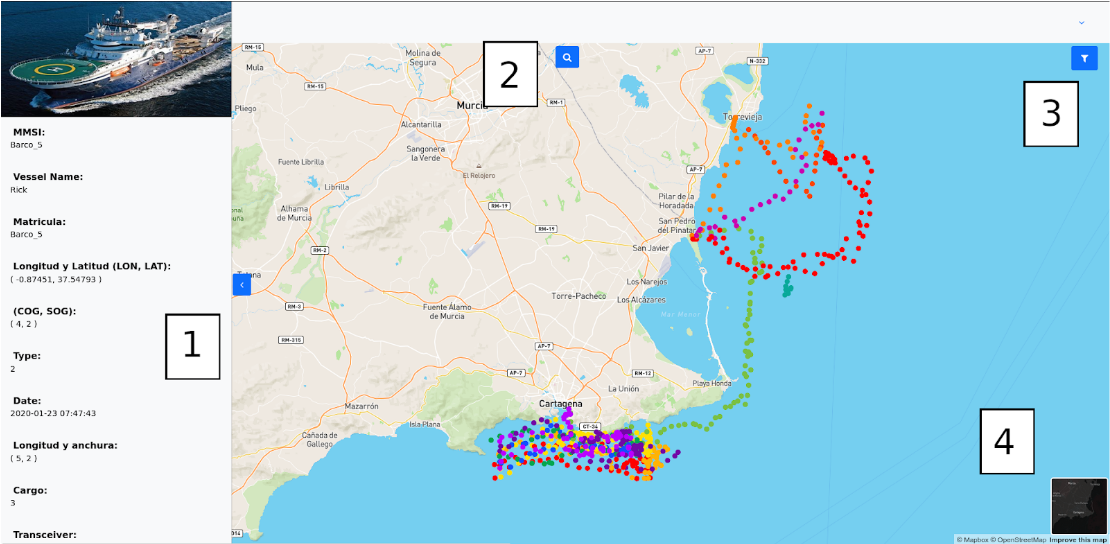 MMSI:
Barco_5
Vessel Name:
Rick
Matricula:
Barco_5
Longitud y Latitud (LON, LAT):
( -0.87451, 37.54793 )
(COG, SOG):
( 4, 2 )
Type:
2
Date:
2020-01-23 07:47:43
Longitud y anchura:
( 5, 2 )
Cargo:
3
Transceiver:
1
2
3
4
RM-15
Mula
Molina de
Segura
AP-7
N-332
RM-15
Pliego
Murcia
RM-1
Alcantarilla
Torrevieja
Sangonera
la Verde
Fuente Librilla
El Relojero
AP-7
Librilla
Pilar de la
Horadada
Alhama
de Murcia
RM-19
RM-19
San Pedro
del Pinatar
RM-2
San Javier
Totana
Los Narejos
RM-3
Torre-Pacheco
Los Alcázares
Fuente Álamo
de Murcia
Mar Menor
RM-315
AP-7
AP-7
RM-12
Playa Honda
La Unión
Mazarrón
Cartagena
Isla Plana
CT-34
Cañada de
Gallego
© Mapbox © OpenStreetMap Improve this map